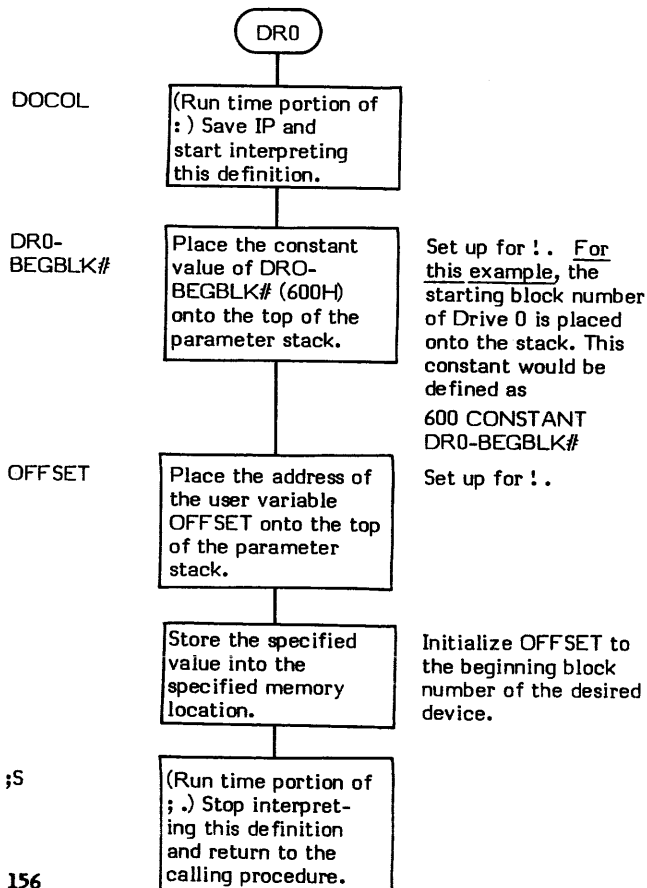 DR0
DOCOL
(Run time portion of
: ) Save IP and
start interpreting
this definition.
DR0-
BEGBLK#
Place the constant
value of DRO-
BEGBLK# (600H)
onto the top of the
parameter stack.
Set up for ! . For
this example, the
starting block number
of Drive 0 is placed
onto the stack. This
constant would be
defined as
600 CONSTANT
DR0-BEGBLK#
OFFSET
Place the address of
the user variable
OFFSET onto the top
of the parameter
stack.
Set up for ! .
Store the specified
value into the
specified memory
location.
Initialize OFFSET to
the beginning block
number of the desired
device.
;S
(Run time portion of
; .) Stop interpret-
ing this definition
and return to the
calling procedure.
156